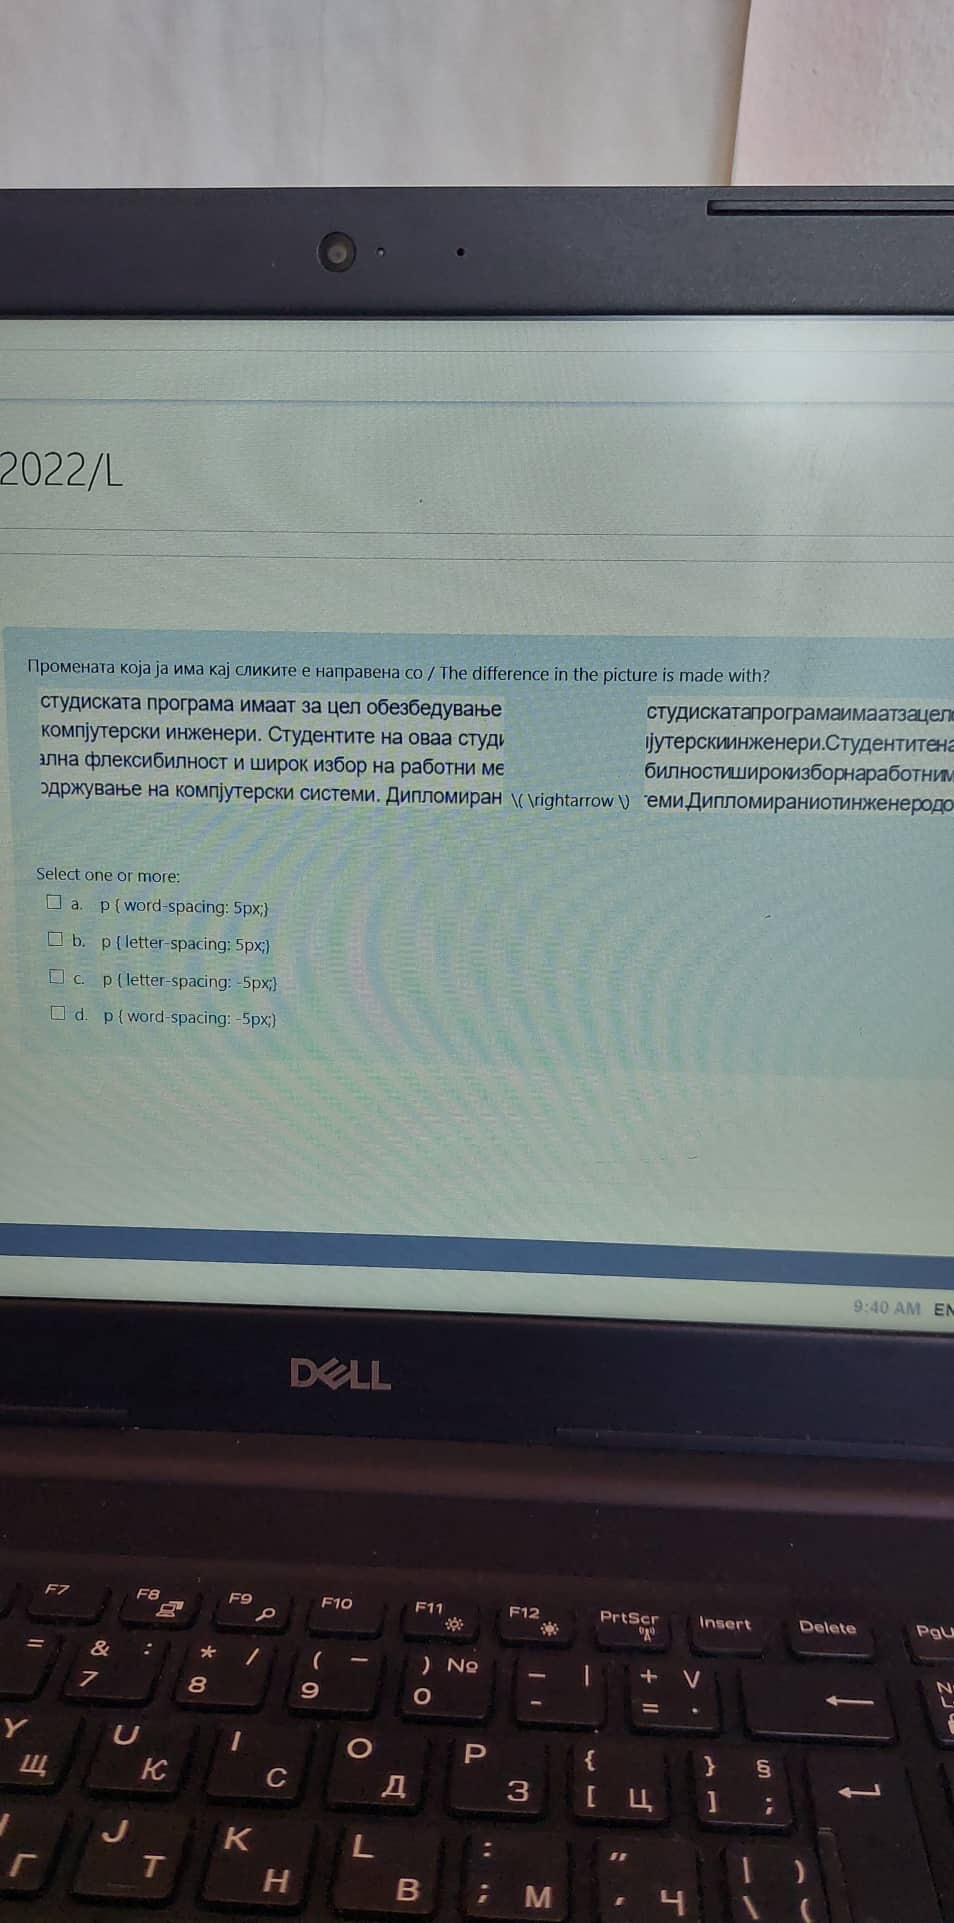 2022/L
Промената која ја има кај сликите е направена со / The difference in the picture is made with?
студиската програма имаат за цел обезбедување
компјутерски инженери. Студентите на оваа студи
ална флексибилност и широк избор на работни ме
одржување на компјутерски системи. Дипломиран \( \rightarrow \)
студискатапрограмаимаатзацел
јутерскиинженери.Студентитена
билностиширокизборнаработним
еми.Дипломираниотинженеродо
Select one or more:
a. p { word-spacing: 5px;}
b. p { letter-spacing: 5px;}
c. p { letter-spacing: -5px;}
d. p { word-spacing: -5px;}
9:40 AM EN
DELL
F7 F8 F9 F10 F11 F12 PrtScr Insert Delete PgU
= & : * / ( — ) № — | + V
7 8 9 0 - = .
Y U I O P { } §
Щ К С Д З [ Ц ] ;
J K L : " | )
Г Т Н В ; М ' Ч \ (